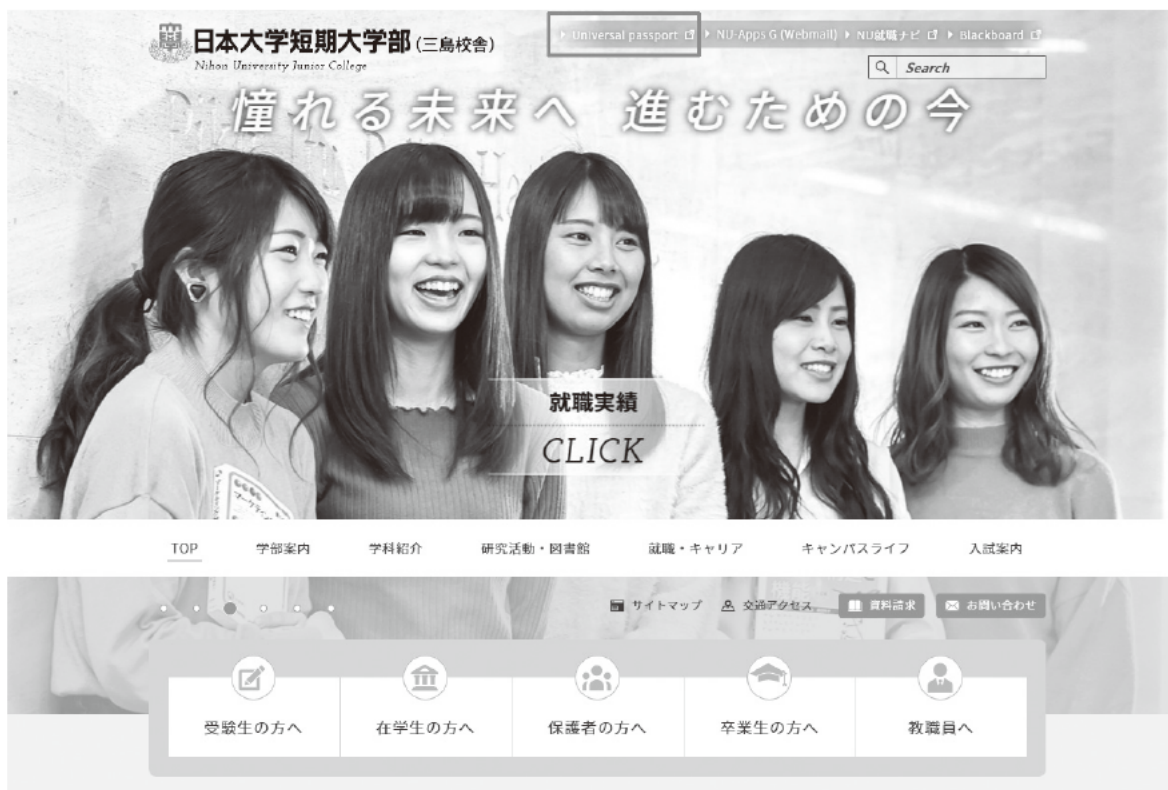 日本大学短期大学部 (三島校舎)
Nihon University Junior College
Universal passport
NU-Apps G (Webmail)
NU就職ナビ
Blackboard
Search
憧れる未来へ 進むための今
就職実績
CLICK
TOP
学部案内
学科紹介
研究活動・図書館
就職・キャリア
キャンパスライフ
入試案内
サイトマップ
交通アクセス
資料請求
お問い合わせ
受験生の方へ
在学生の方へ
保護者の方へ
卒業生の方へ
教職員へ